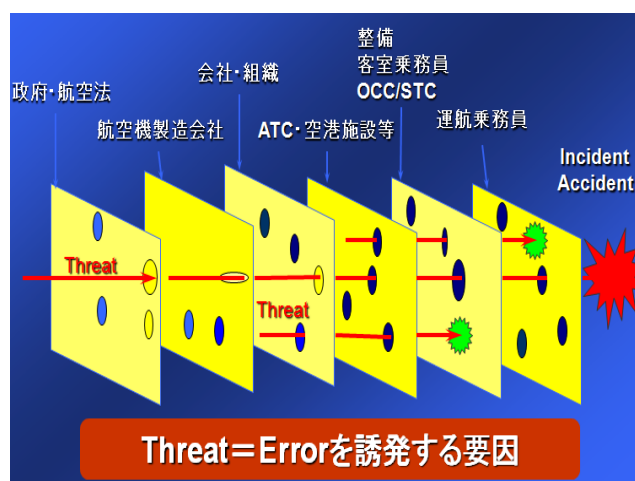 政府・航空法
航空機製造会社
会社・組織
ATC・空港施設等
整備
客室乗務員
OCC/STC
運航乗務員
Incident
Accident
Threat
Threat
Threat＝Errorを誘発する要因